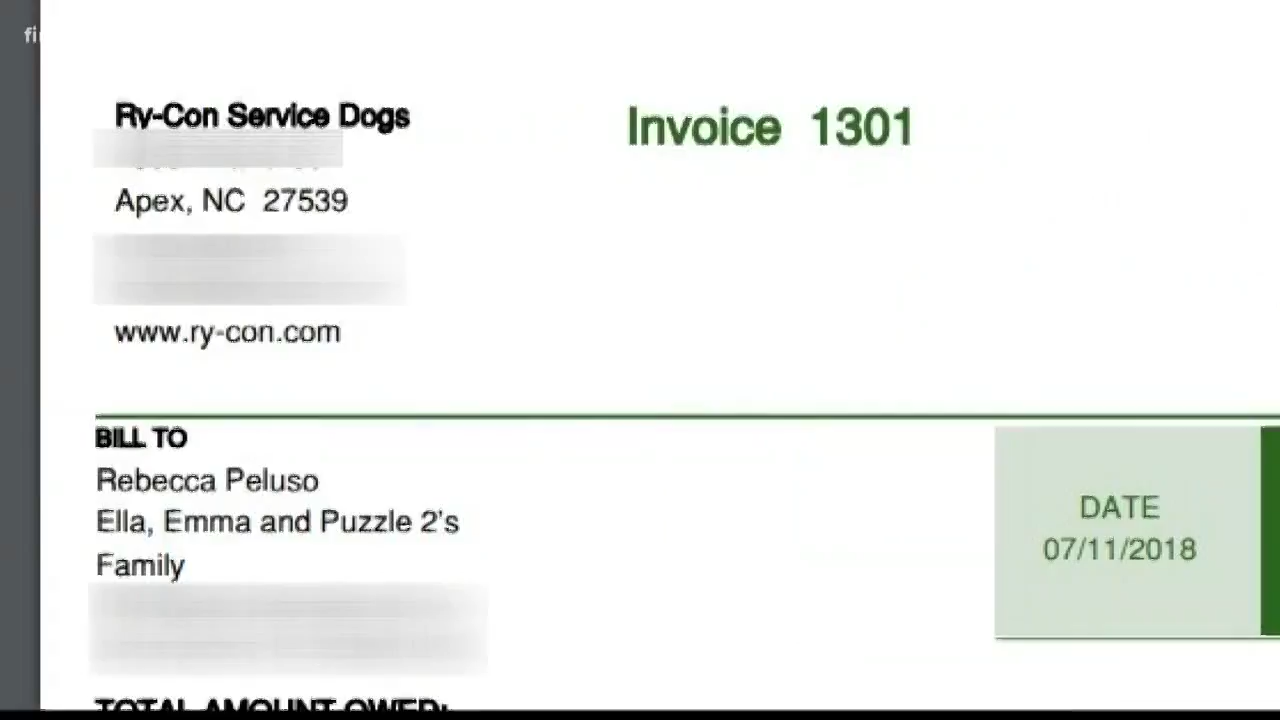 Ry-Con Service Dogs
Invoice 1301
Apex, NC 27539
www.ry-con.com
BILL TO
Rebecca Peluso
Ella, Emma and Puzzle 2's
Family
DATE
07/11/2018
TOTAL AMOUNT OWED: